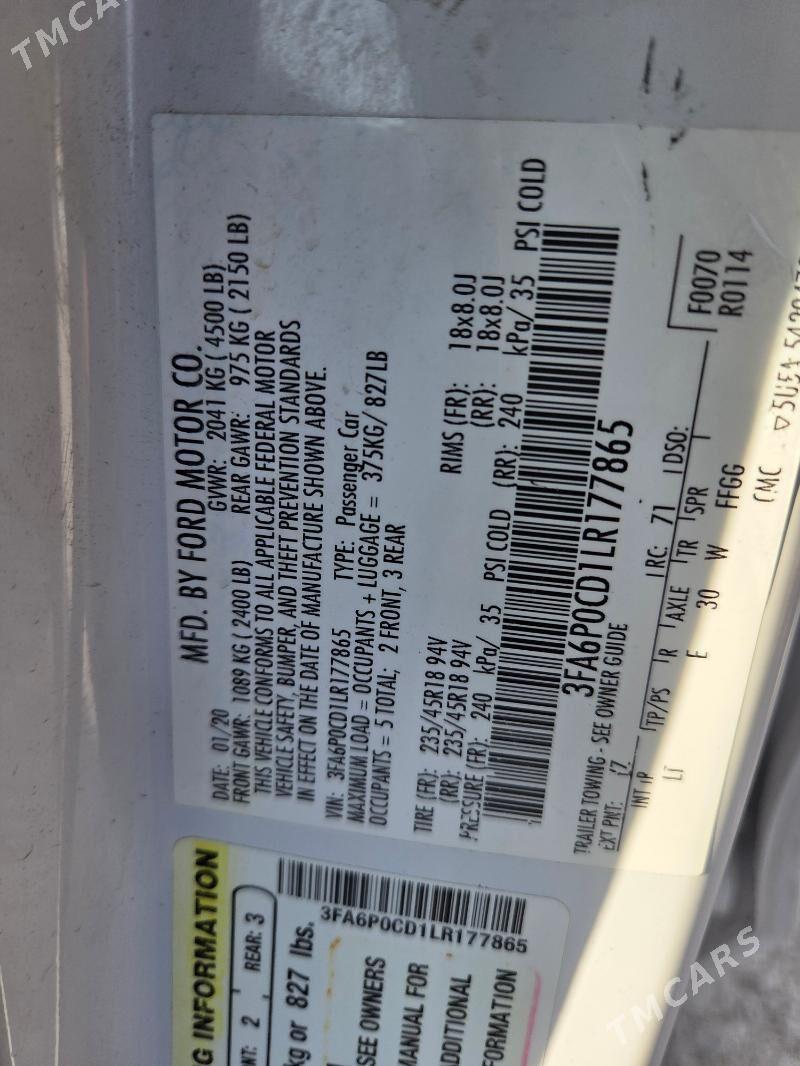 TMCARS
MFD. BY FORD MOTOR CO.
DATE: 01/20 GVWR: 2041 KG ( 4500 LB)
FRONT GAWR: 1089 KG ( 2400 LB) REAR GAWR: 975 KG ( 2150 LB)
THIS VEHICLE CONFORMS TO ALL APPLICABLE FEDERAL MOTOR
VEHICLE SAFETY, BUMPER, AND THEFT PREVENTION STANDARDS
IN EFFECT ON THE DATE OF MANUFACTURE SHOWN ABOVE.
VIN: 3FA6P0CD1LR177865 TYPE: Passenger Car
MAXIMUM LOAD = OCCUPANTS + LUGGAGE = 375KG/ 827LB
OCCUPANTS = 5 TOTAL; 2 FRONT, 3 REAR
TIRE (FR): 235/45R18 94V RIMS (FR): 18x8.0J
(RR): 235/45R18 94V (RR): 18x8.0J
PRESSURE (FR): 240 kPa/ 35 PSI COLD (RR): 240 kPa/ 35 PSI COLD
3FA6P0CD1LR177865
TRAILER TOWING - SEE OWNER GUIDE
EXT PNT: RC: 71 DSO: F0070
R0114
TP/PS R AXLE TR SPR
LT E 30 W FFGG
CMC
G INFORMATION
2 REAR: 3
kg or 827 lbs.
3FA6P0CD1LR177865
SEE OWNERS
MANUAL FOR
ADDITIONAL
TMCARS